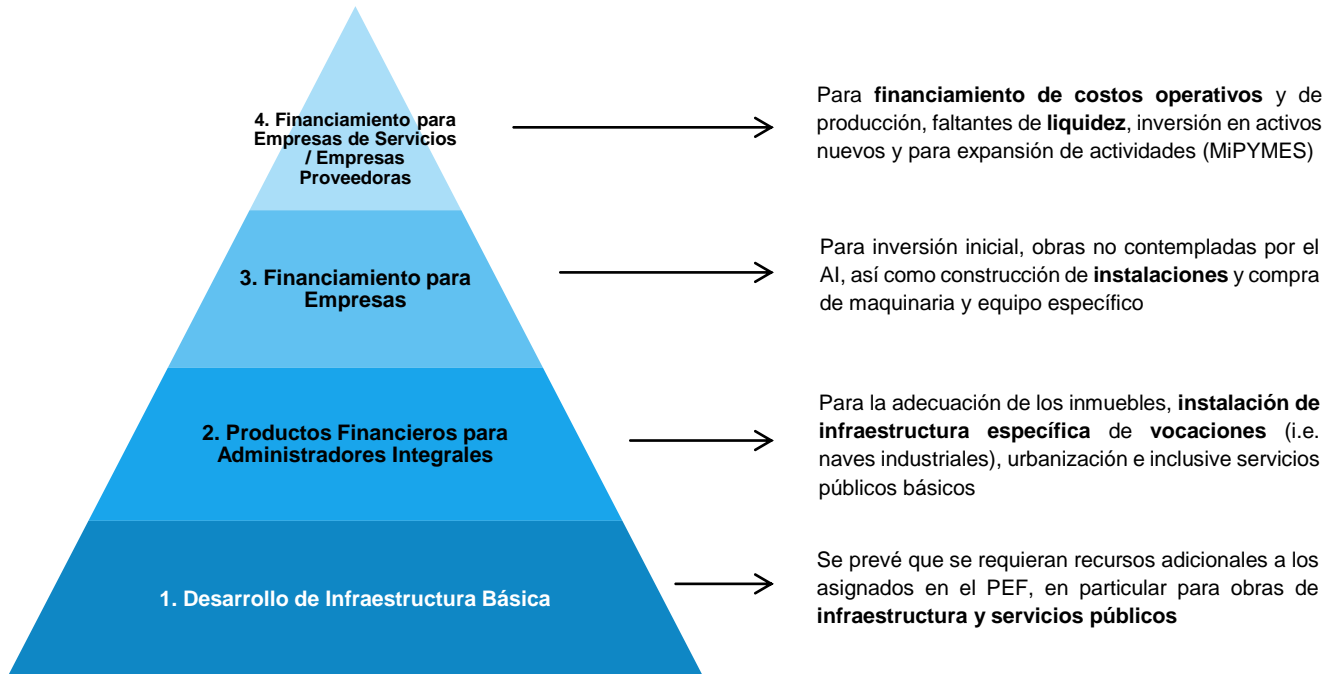 4. Financiamiento para
Empresas de Servicios
/ Empresas
Proveedoras
Para financiamiento de costos operativos y de
producción, faltantes de liquidez, inversión en activos
nuevos y para expansión de actividades (MiPYMES)
3. Financiamiento para
Empresas
Para inversión inicial, obras no contempladas por el
AI, así como construcción de instalaciones y compra
de maquinaria y equipo específico
2. Productos Financieros para
Administradores Integrales
Para la adecuación de los inmuebles, instalación de
infraestructura específica de vocaciones (i.e.
naves industriales), urbanización e inclusive servicios
públicos básicos
1. Desarrollo de Infraestructura Básica
Se prevé que se requieran recursos adicionales a los
asignados en el PEF, en particular para obras de
infraestructura y servicios públicos